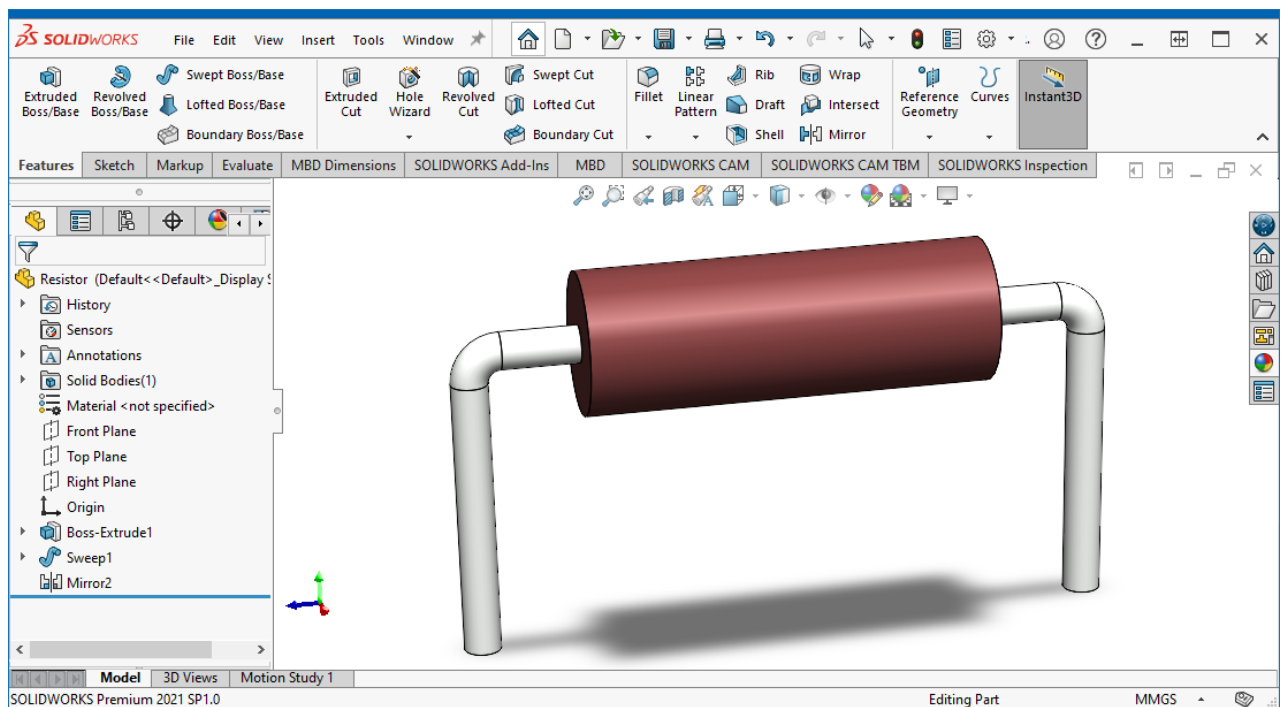 SOLIDWORKS File Edit View Insert Tools Window
Extruded Boss/Base Revolved Boss/Base Swept Boss/Base Extruded Cut Hole Wizard Revolved Cut Swept Cut Fillet Linear Pattern Rib Wrap Reference Geometry Curves Instant3D
Lofted Boss/Base Lofted Cut Draft Intersect
Boundary Boss/Base Boundary Cut Shell Mirror
Features Sketch Markup Evaluate MBD Dimensions SOLIDWORKS Add-Ins MBD SOLIDWORKS CAM SOLIDWORKS CAM TBM SOLIDWORKS Inspection
Resistor (Default<<Default>_Display
History
Sensors
A Annotations
Solid Bodies(1)
Material <not specified>
Front Plane
Top Plane
Right Plane
Origin
Boss-Extrude1
Sweep1
Mirror2
Model 3D Views Motion Study 1
SOLIDWORKS Premium 2021 SP1.0 Editing Part MMGS